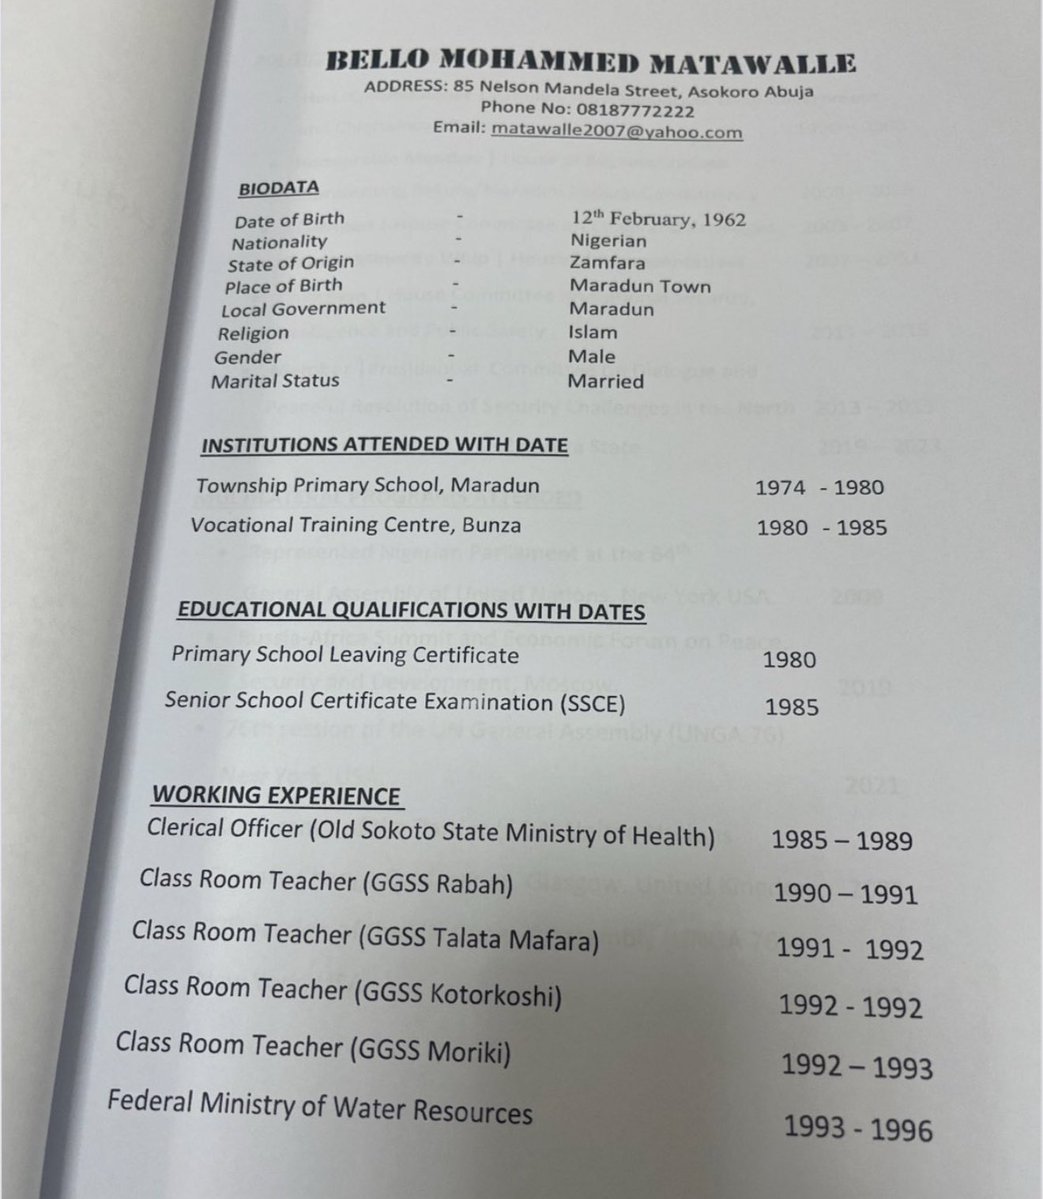 BELLO MOHAMMED MATAWALLE
ADDRESS: 85 Nelson Mandela Street, Asokoro Abuja
Phone No: 08187772222
Email: matawalle2007@yahoo.com
BIODATA
Date of Birth - 12th February, 1962
Nationality - Nigerian
State of Origin - Zamfara
Place of Birth - Maradun Town
Local Government - Maradun
Religion - Islam
Gender - Male
Marital Status - Married
INSTITUTIONS ATTENDED WITH DATE
Township Primary School, Maradun 1974 - 1980
Vocational Training Centre, Bunza 1980 - 1985
EDUCATIONAL QUALIFICATIONS WITH DATES
Primary School Leaving Certificate 1980
Senior School Certificate Examination (SSCE) 1985
WORKING EXPERIENCE
Clerical Officer (Old Sokoto State Ministry of Health) 1985 – 1989
Class Room Teacher (GGSS Rabah) 1990 – 1991
Class Room Teacher (GGSS Talata Mafara) 1991 - 1992
Class Room Teacher (GGSS Kotorkoshi) 1992 - 1992
Class Room Teacher (GGSS Moriki) 1992 – 1993
Federal Ministry of Water Resources 1993 - 1996